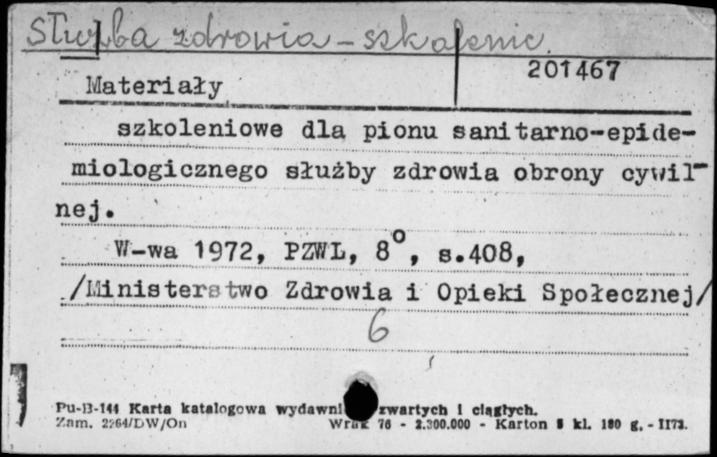 Służba zdrowia – szkolenie.
201467
Materiały
szkoleniowe dla pionu sanitarno-epide-
miologicznego służby zdrowia obrony cywil-
nej.
W-wa 1972, PZWL, 8°, s.408,
/Ministerstwo Zdrowia i Opieki Społecznej/
6
Pu-B-144 Karta katalogowa wydawni zwartych i ciągłych.
Zam. 2264/DW/On Wrak 76 - 2.300.000 - Karton kl. 180 g. - II73.